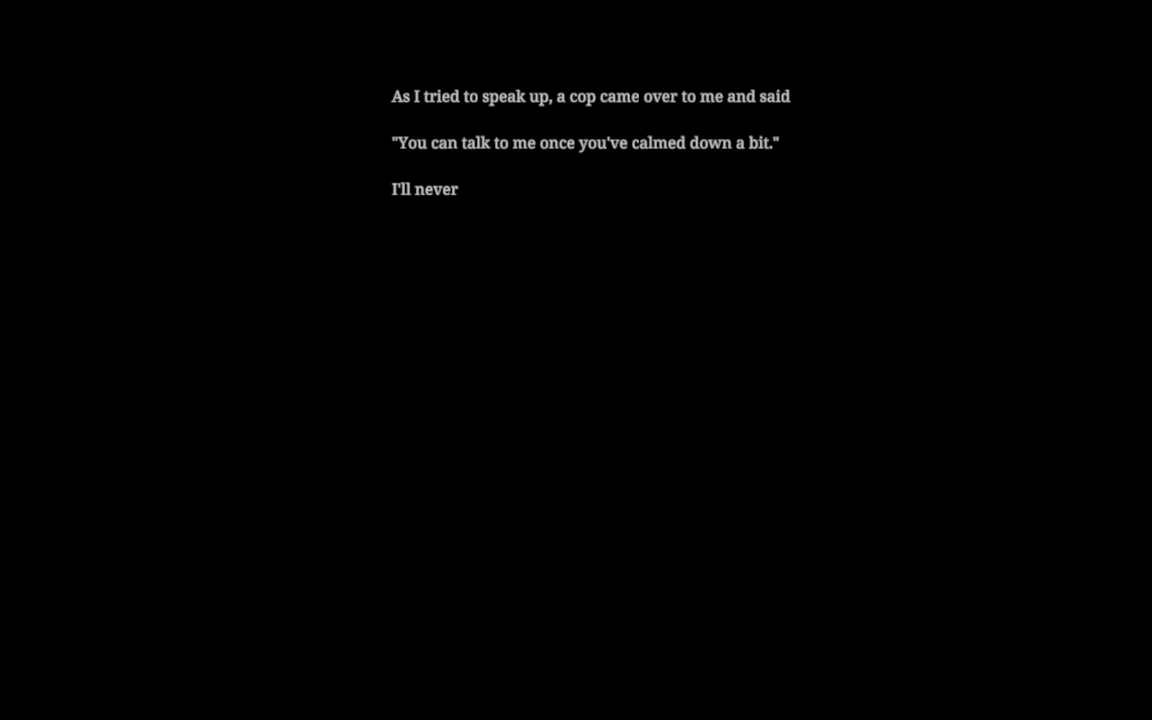 As I tried to speak up, a cop came over to me and said
"You can talk to me once you've calmed down a bit."
I'll never